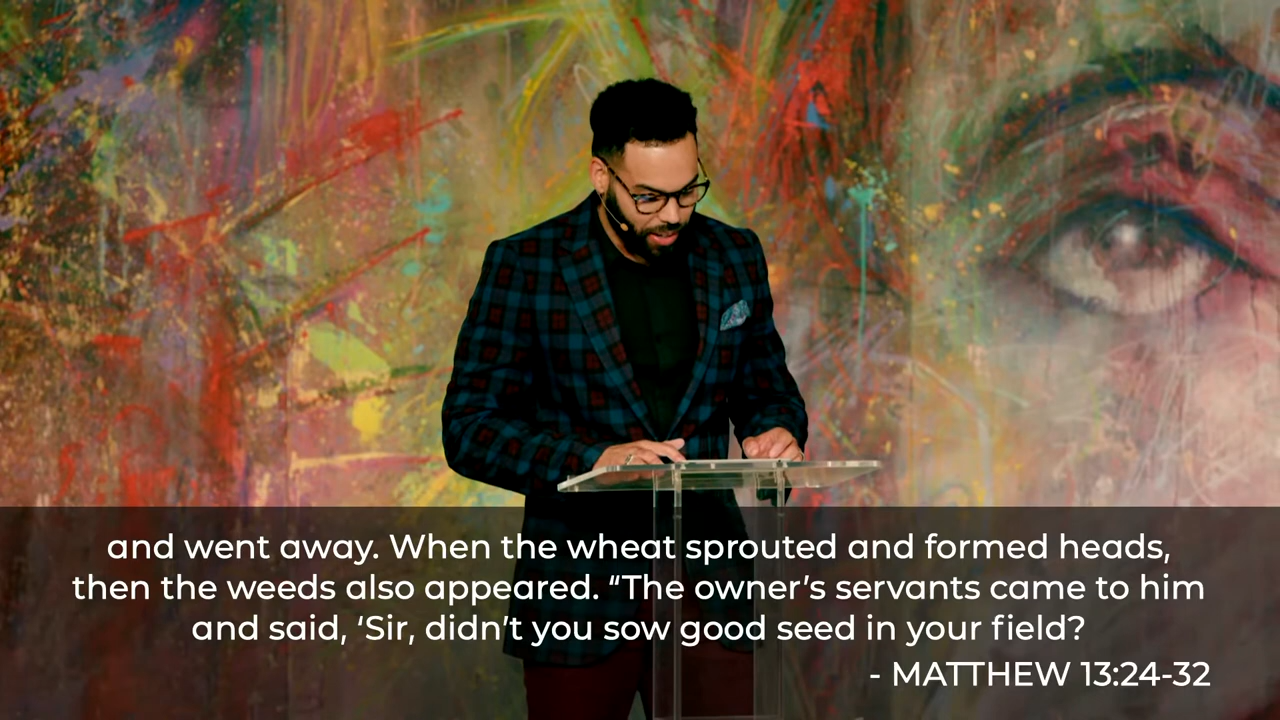 and went away. When the wheat sprouted and formed heads,
then the weeds also appeared. “The owner’s servants came to him
and said, ‘Sir, didn’t you sow good seed in your field?
- MATTHEW 13:24-32